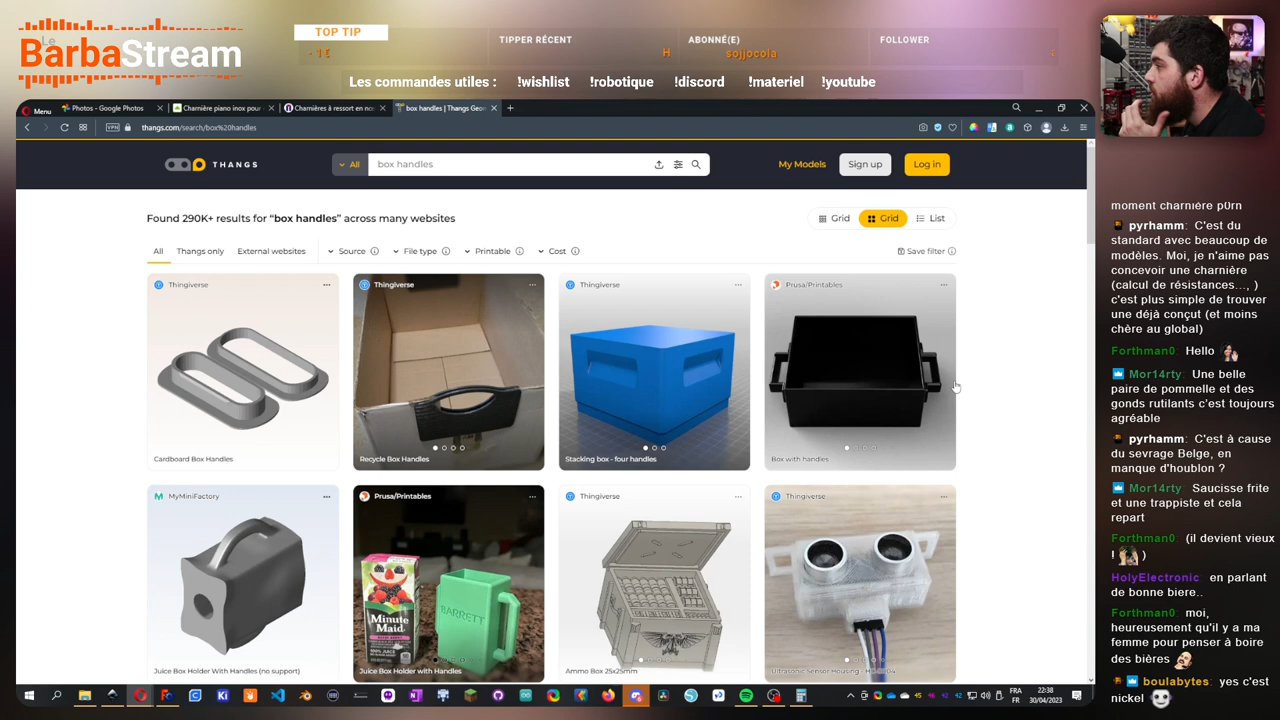 Le
BarbaStream
TOP TIP
- 1€
TIPPER RÉCENT
H
ABONNÉ(E)
sojjocola
FOLLOWER
Les commandes utiles : !wishlist !robotique !discord !materiel !youtube
Menu
Photos - Google Photos
Charnière piano inox pour
Charnières à ressort en no
box handles | Thangs Geo
VPN
thangs.com/search/box%20handles
THANGS
All
box handles
My Models
Sign up
Log in
Found 290K+ results for “box handles” across many websites
Grid
Grid
List
All
Thangs only
External websites
Source
File type
Printable
Cost
Save filter
Thingiverse
Cardboard Box Handles
Thingiverse
Recycle Box Handles
Thingiverse
Stacking box - four handles
Prusa/Printables
Box with handles
MyMiniFactory
Juice Box Holder With Handles (no support)
Prusa/Printables
Minute
Maid
BARRETT
Juice Box Holder with Handles
Thingiverse
Ammo Box 25x25mm
Thingiverse
Ultrasonic Sensor Housing
FRA
FR
22:38
30/04/2023
moment charnière p0rn
pyrhamm: C'est du
standard avec beaucoup de
modèles. Moi, je n'aime pas
concevoir une charnière
(calcul de résistances..., )
c'est plus simple de trouver
une déjà conçut (et moins
chère au global)
Forthman0: Hello
Mor14rty: Une belle
paire de pommelle et des
gonds rutilants c'est toujours
agréable
pyrhamm: C'est à cause
du sevrage Belge, en
manque d'houblon ?
Mor14rty: Saucisse frite
et une trappiste et cela
repart
Forthman0: (il devient vieux
! )
HolyElectronic: en parlant
de bonne biere..
Forthman0: moi,
heureusement qu'il y a ma
femme pour penser à boire
des bières
boulabytes: yes c'est
nickel